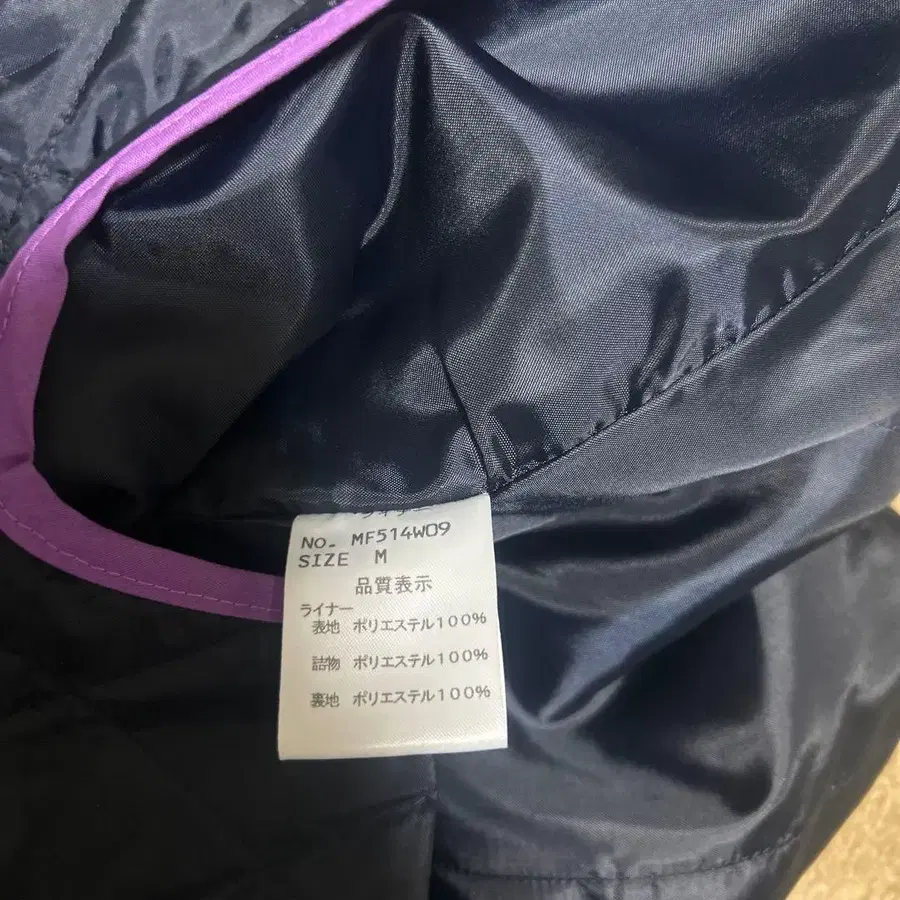 No. MF514W09
SIZE M
品質表示
ライナー
表地 ポリエステル100%
詰物 ポリエステル100%
裏地 ポリエステル100%